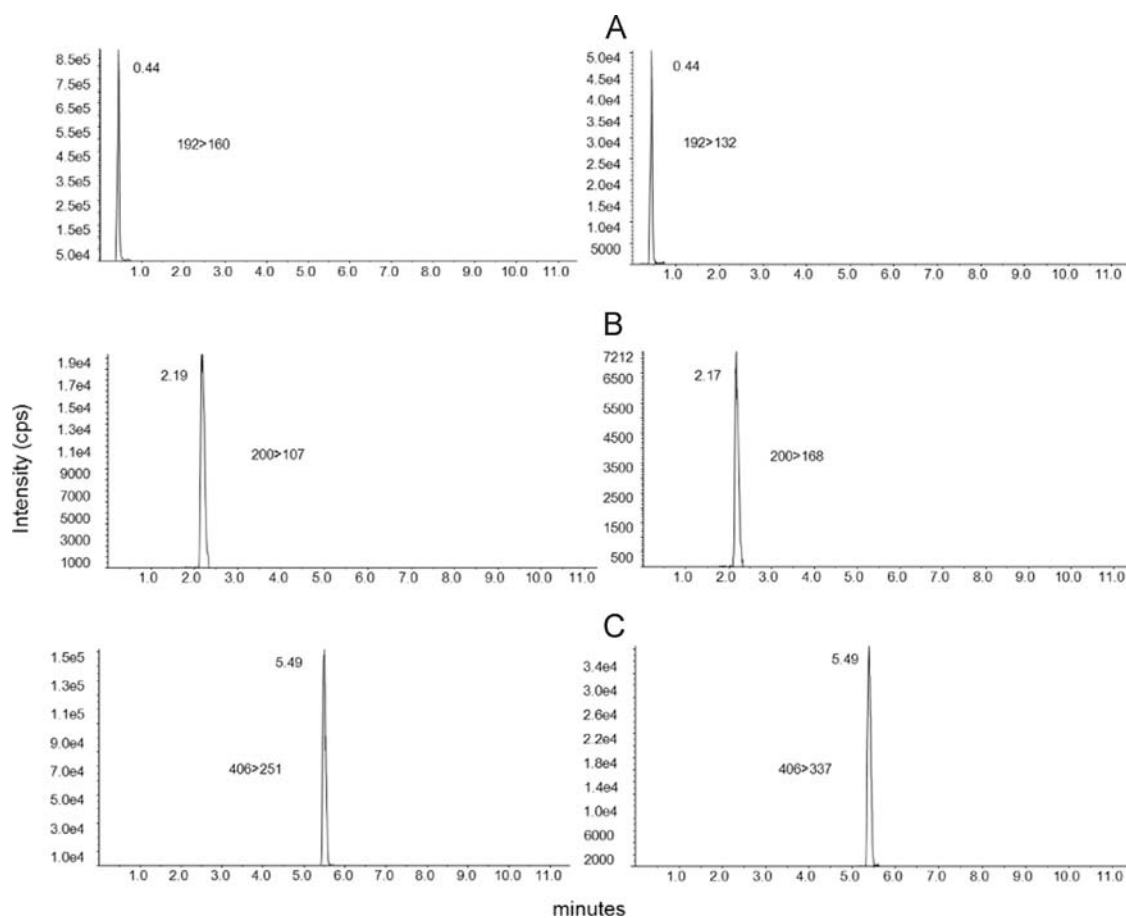 A
8.5e5
7.5e5
6.5e5
5.5e5
4.5e5
3.5e5
2.5e5
1.5e5
5.0e4
0.44
192>160
1.0 2.0 3.0 4.0 5.0 6.0 7.0 8.0 9.0 10.0 11.0
5.0e4
4.5e4
4.0e4
3.5e4
3.0e4
2.5e4
2.0e4
1.5e4
1.0e4
5000
0.44
192>132
1.0 2.0 3.0 4.0 5.0 6.0 7.0 8.0 9.0 10.0 11.0
B
Intensity (cps)
1.9e4
1.7e4
1.5e4
1.3e4
1.1e4
9000
7000
5000
3000
1000
2.19
200>107
1.0 2.0 3.0 4.0 5.0 6.0 7.0 8.0 9.0 10.0 11.0
7212
6500
5500
4500
3500
2500
1500
500
2.17
200>168
1.0 2.0 3.0 4.0 5.0 6.0 7.0 8.0 9.0 10.0 11.0
C
1.5e5
1.3e5
1.1e5
9.0e4
7.0e4
5.0e4
3.0e4
1.0e4
5.49
406>251
1.0 2.0 3.0 4.0 5.0 6.0 7.0 8.0 9.0 10.0 11.0
3.4e4
3.0e4
2.6e4
2.2e4
1.8e4
1.4e4
1.0e4
6000
2000
5.49
406>337
1.0 2.0 3.0 4.0 5.0 6.0 7.0 8.0 9.0 10.0 11.0
minutes